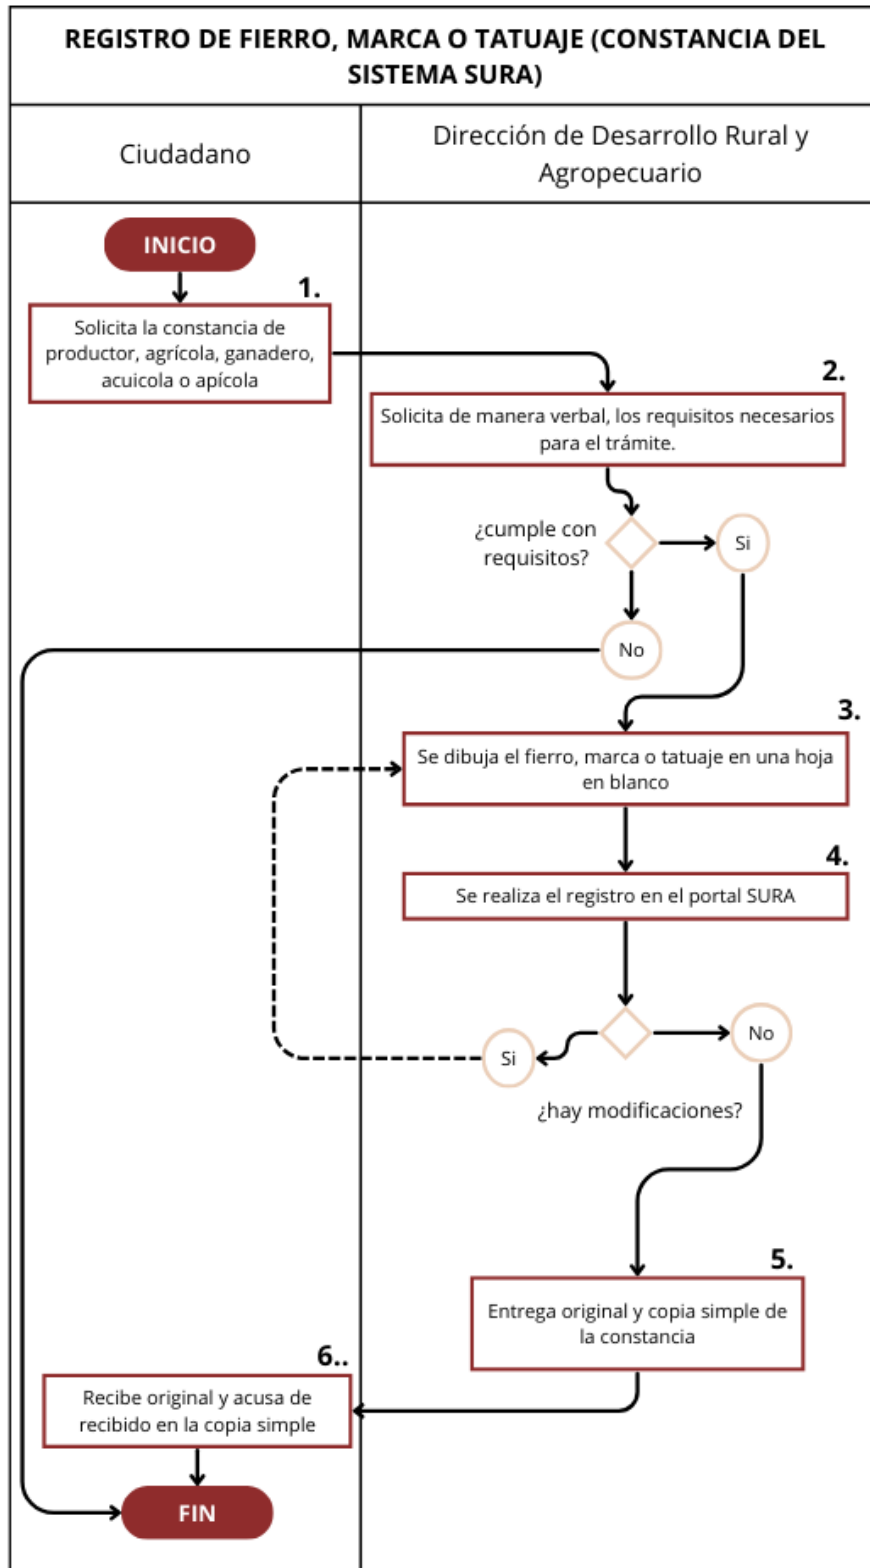 REGISTRO DE FIERRO, MARCA O TATUAJE (CONSTANCIA DEL
SISTEMA SURA)
Ciudadano
Dirección de Desarrollo Rural y
Agropecuario
INICIO
1.
Solicita la constancia de
productor, agrícola, ganadero,
acuicola o apícola
2.
Solicita de manera verbal, los requisitos necesarios
para el trámite.
¿cumple con
requisitos?
Si
No
3.
Se dibuja el fierro, marca o tatuaje en una hoja
en blanco
4.
Se realiza el registro en el portal SURA
Si
No
¿hay modificaciones?
5.
Entrega original y copia simple de
la constancia
6..
Recibe original y acusa de
recibido en la copia simple
FIN